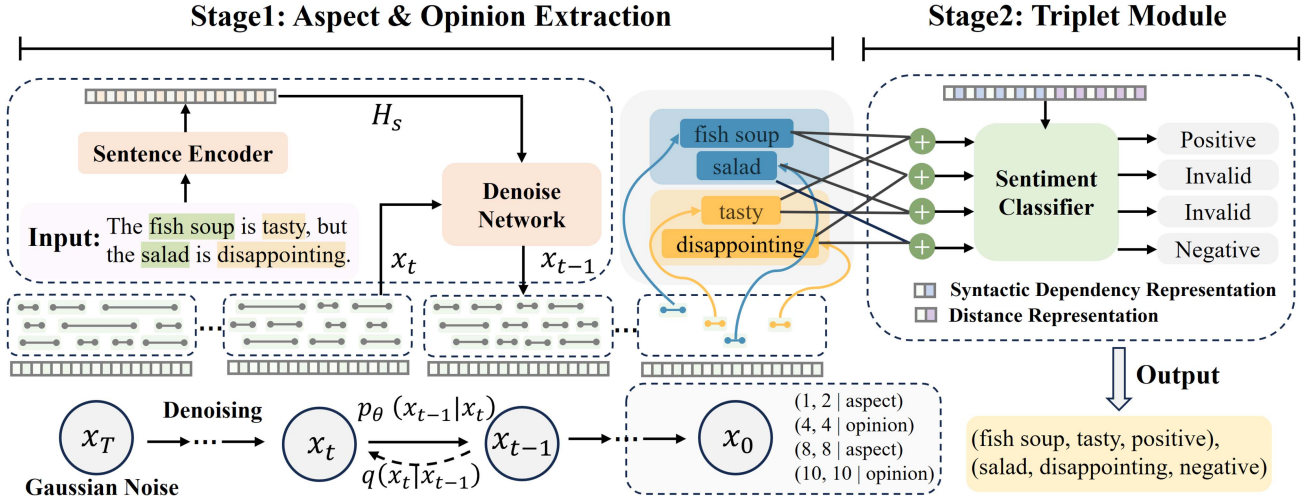 Stage1: Aspect & Opinion Extraction
Stage2: Triplet Module
H_s
Sentence Encoder
Denoise
Network
Input: The fish soup is tasty, but
the salad is disappointing.
x_t
x_{t-1}
fish soup
salad
tasty
disappointing
+
+
+
+
Sentiment
Classifier
Positive
Invalid
Invalid
Negative
Syntactic Dependency Representation
Distance Representation
...
...
Output
x_T
Denoising
...
x_t
p_θ (x_{t-1}|x_t)
q(x_t|x_{t-1})
x_{t-1}
...
x_0
Gaussian Noise
(1, 2 | aspect)
(4, 4 | opinion)
(8, 8 | aspect)
(10, 10 | opinion)
(fish soup, tasty, positive),
(salad, disappointing, negative)